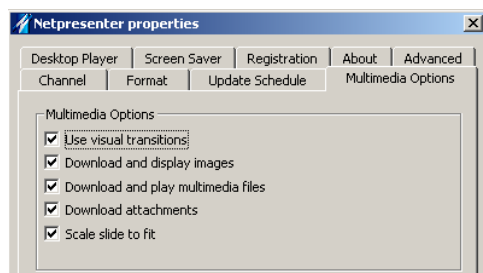 Netpresenter properties
Desktop Player Screen Saver Registration About Advanced
Channel Format Update Schedule Multimedia Options
Multimedia Options
Use visual transitions
Download and display images
Download and play multimedia files
Download attachments
Scale slide to fit